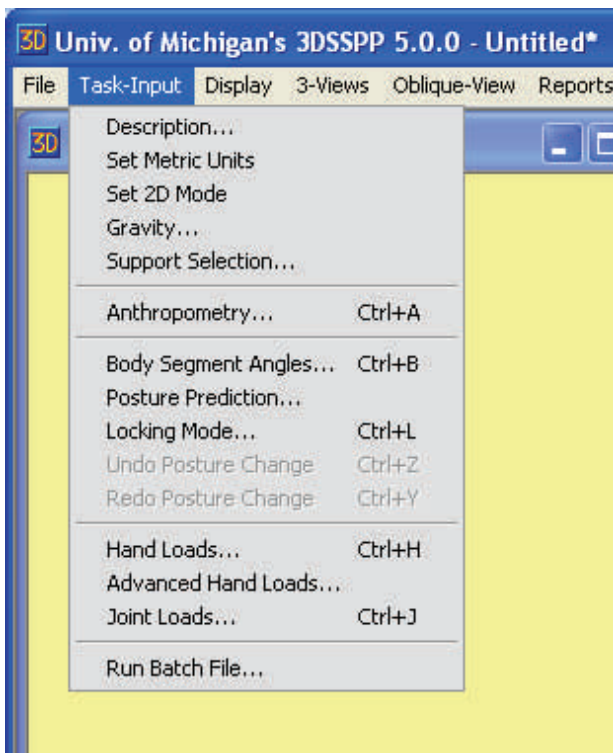 3D Univ. of Michigan's 3DSSPP 5.0.0 - Untitled*
File Task-Input Display 3-Views Oblique-View Reports
3D
Description...
Set Metric Units
Set 2D Mode
Gravity...
Support Selection...
Anthropometry... Ctrl+A
Body Segment Angles... Ctrl+B
Posture Prediction...
Locking Mode... Ctrl+L
Undo Posture Change Ctrl+Z
Redo Posture Change Ctrl+Y
Hand Loads... Ctrl+H
Advanced Hand Loads...
Joint Loads... Ctrl+J
Run Batch File...